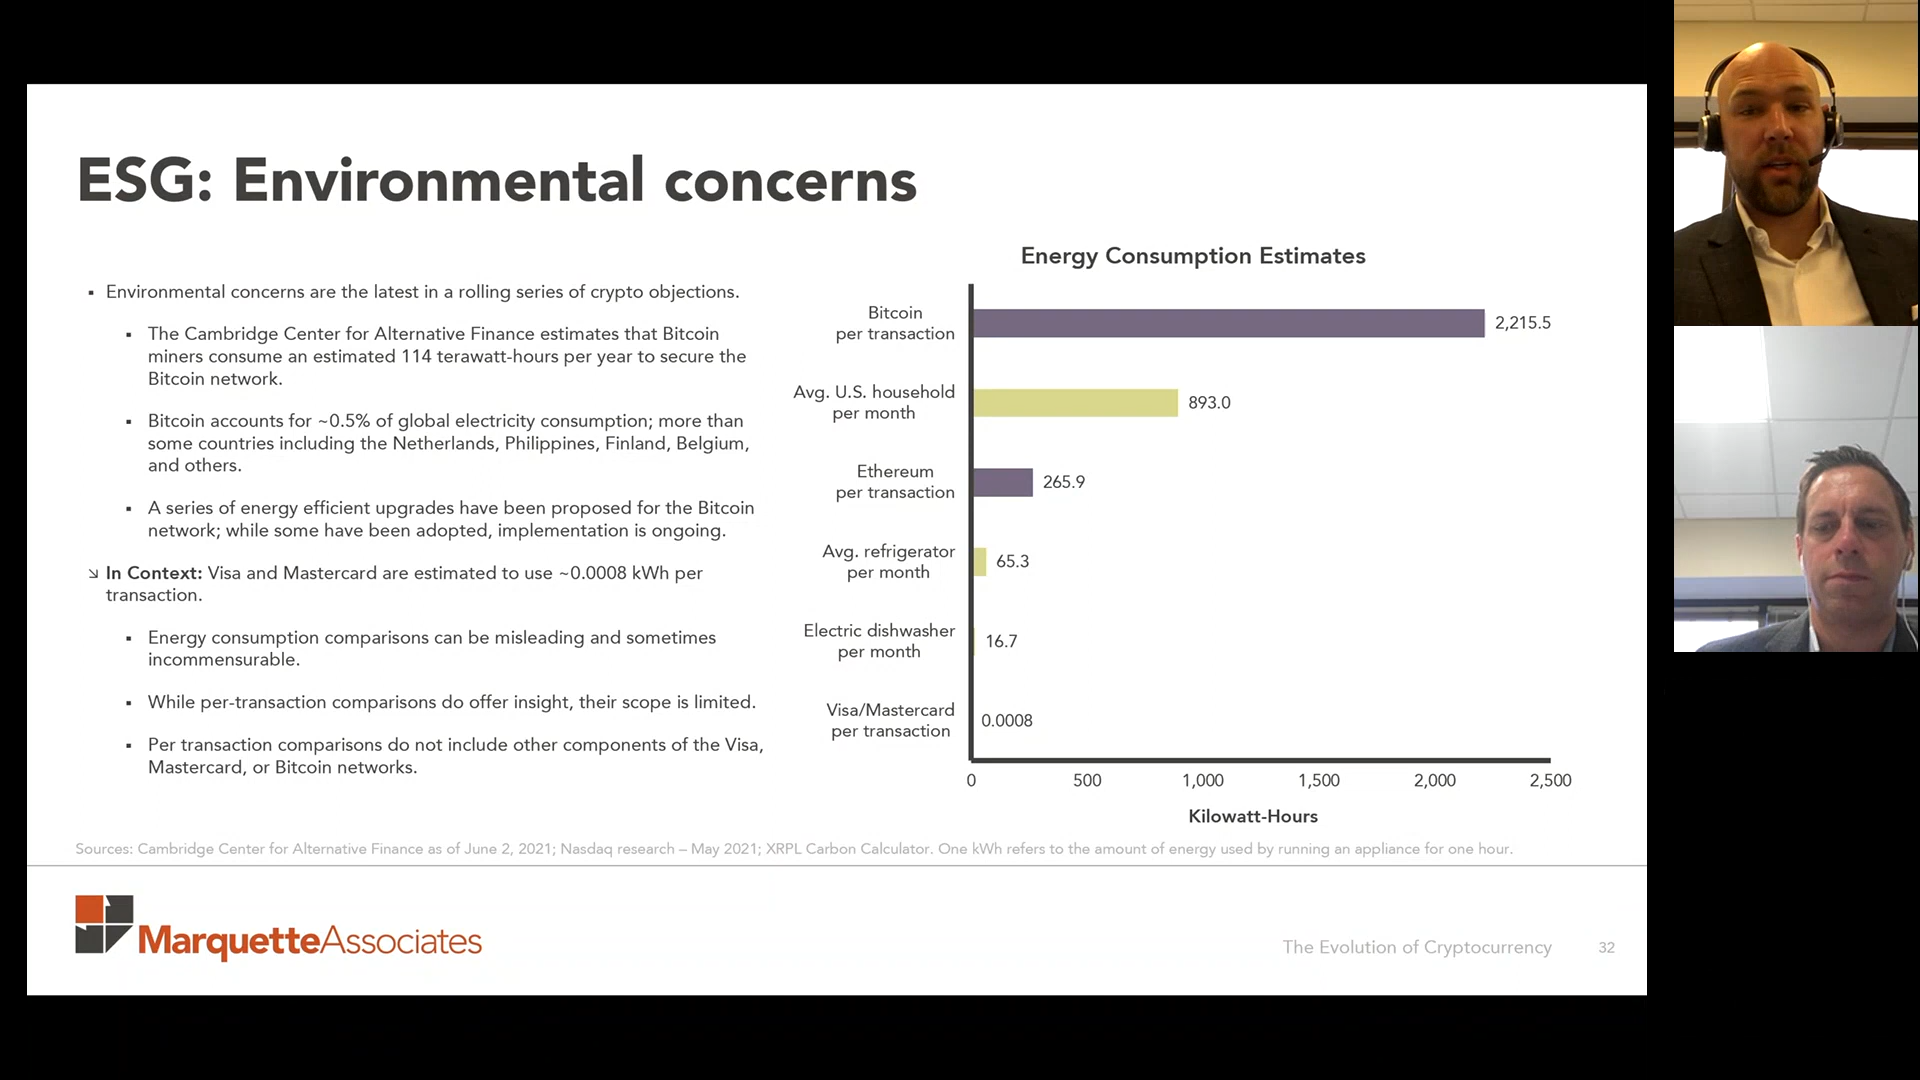 ESG: Environmental concerns
▪ Environmental concerns are the latest in a rolling series of crypto objections.
▪ The Cambridge Center for Alternative Finance estimates that Bitcoin
miners consume an estimated 114 terawatt-hours per year to secure the
Bitcoin network.
▪ Bitcoin accounts for ~0.5% of global electricity consumption; more than
some countries including the Netherlands, Philippines, Finland, Belgium,
and others.
▪ A series of energy efficient upgrades have been proposed for the Bitcoin
network; while some have been adopted, implementation is ongoing.
↘ In Context: Visa and Mastercard are estimated to use ~0.0008 kWh per
transaction.
▪ Energy consumption comparisons can be misleading and sometimes
incommensurable.
▪ While per-transaction comparisons do offer insight, their scope is limited.
▪ Per transaction comparisons do not include other components of the Visa,
Mastercard, or Bitcoin networks.
Energy Consumption Estimates
Bitcoin
per transaction
2,215.5
Avg. U.S. household
per month
893.0
Ethereum
per transaction
265.9
Avg. refrigerator
per month
65.3
Electric dishwasher
per month
16.7
Visa/Mastercard
per transaction
0.0008
0 500 1,000 1,500 2,000 2,500
Kilowatt-Hours
Sources: Cambridge Center for Alternative Finance as of June 2, 2021; Nasdaq research – May 2021; XRPL Carbon Calculator. One kWh refers to the amount of energy used by running an appliance for one hour.
MarquetteAssociates
The Evolution of Cryptocurrency 32